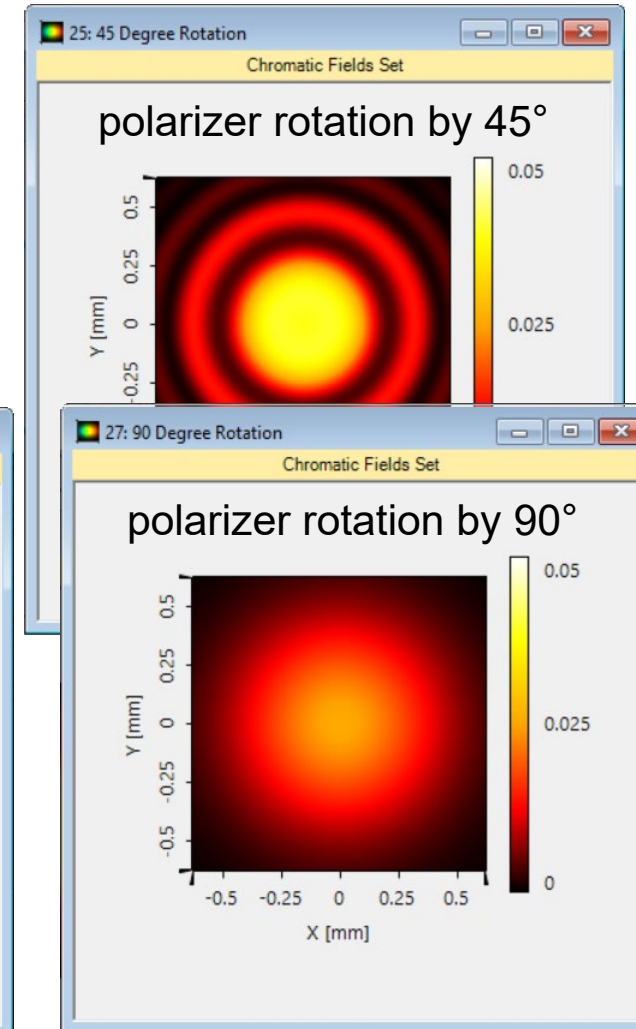 25: 45 Degree Rotation
Chromatic Fields Set
polarizer rotation by 45°
0.05
0.025
0.5
0.25
0
-0.25
Y [mm]
27: 90 Degree Rotation
Chromatic Fields Set
polarizer rotation by 90°
0.05
0.025
0
0.5
0.25
0
-0.25
-0.5
Y [mm]
-0.5 -0.25 0 0.25 0.5
X [mm]